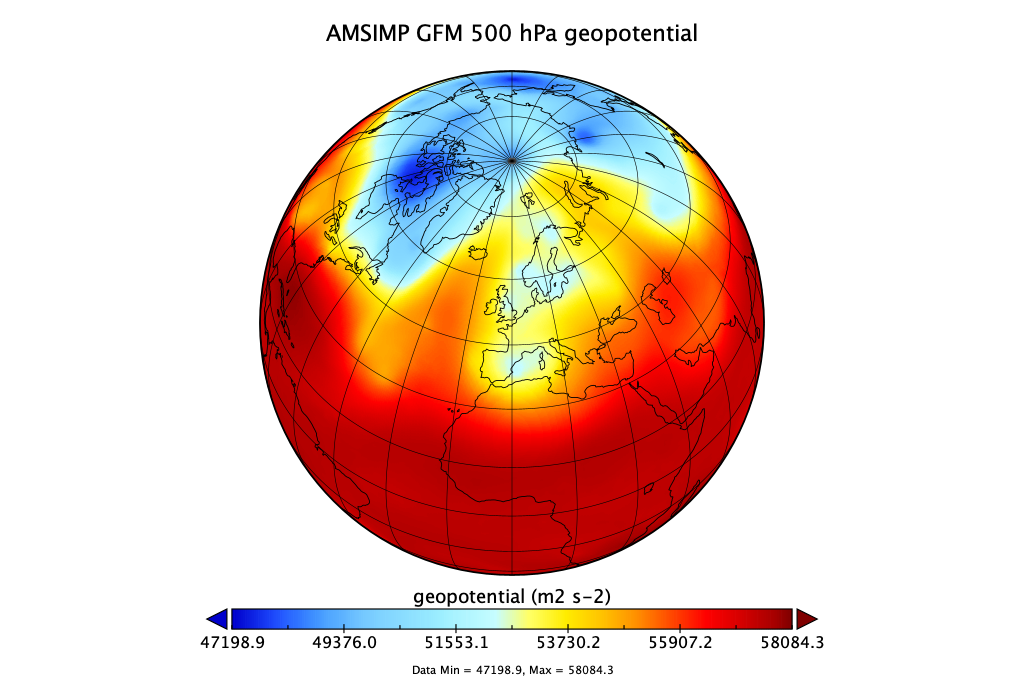 AMSIMP GFM 500 hPa geopotential
geopotential (m2 s-2)
47198.9 49376.0 51553.1 53730.2 55907.2 58084.3
Data Min = 47198.9, Max = 58084.3